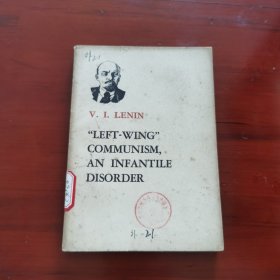 V. I. LENIN
"LEFT-WING"
COMMUNISM,
AN INFANTILE
DISORDER